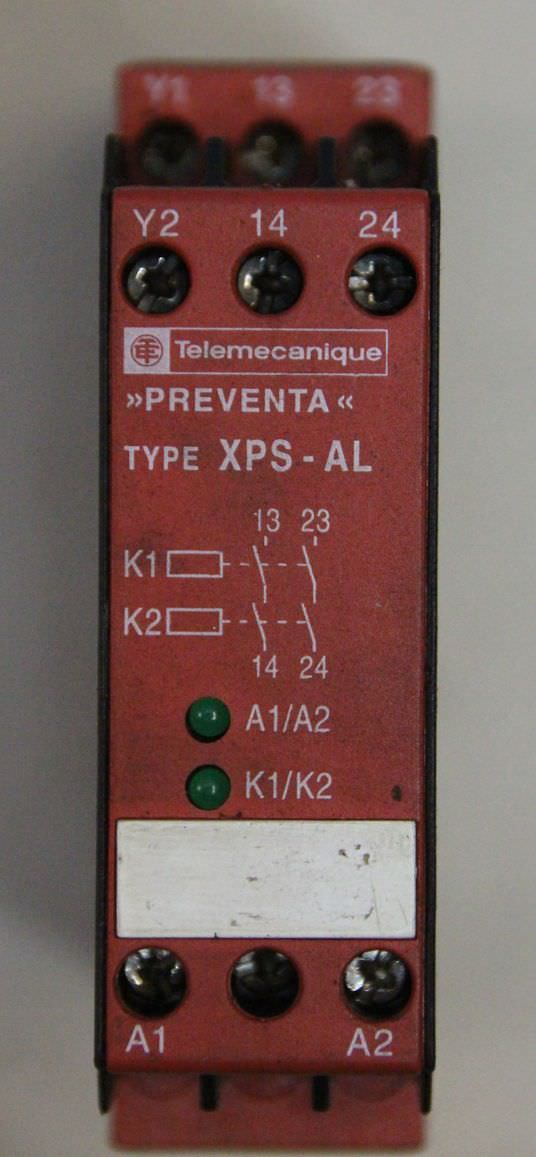 Y1 13 23
Y2 14 24
Telemecanique
»PREVENTA«
TYPE XPS-AL
13 23
K1
K2
14 24
A1/A2
K1/K2
A1 A2